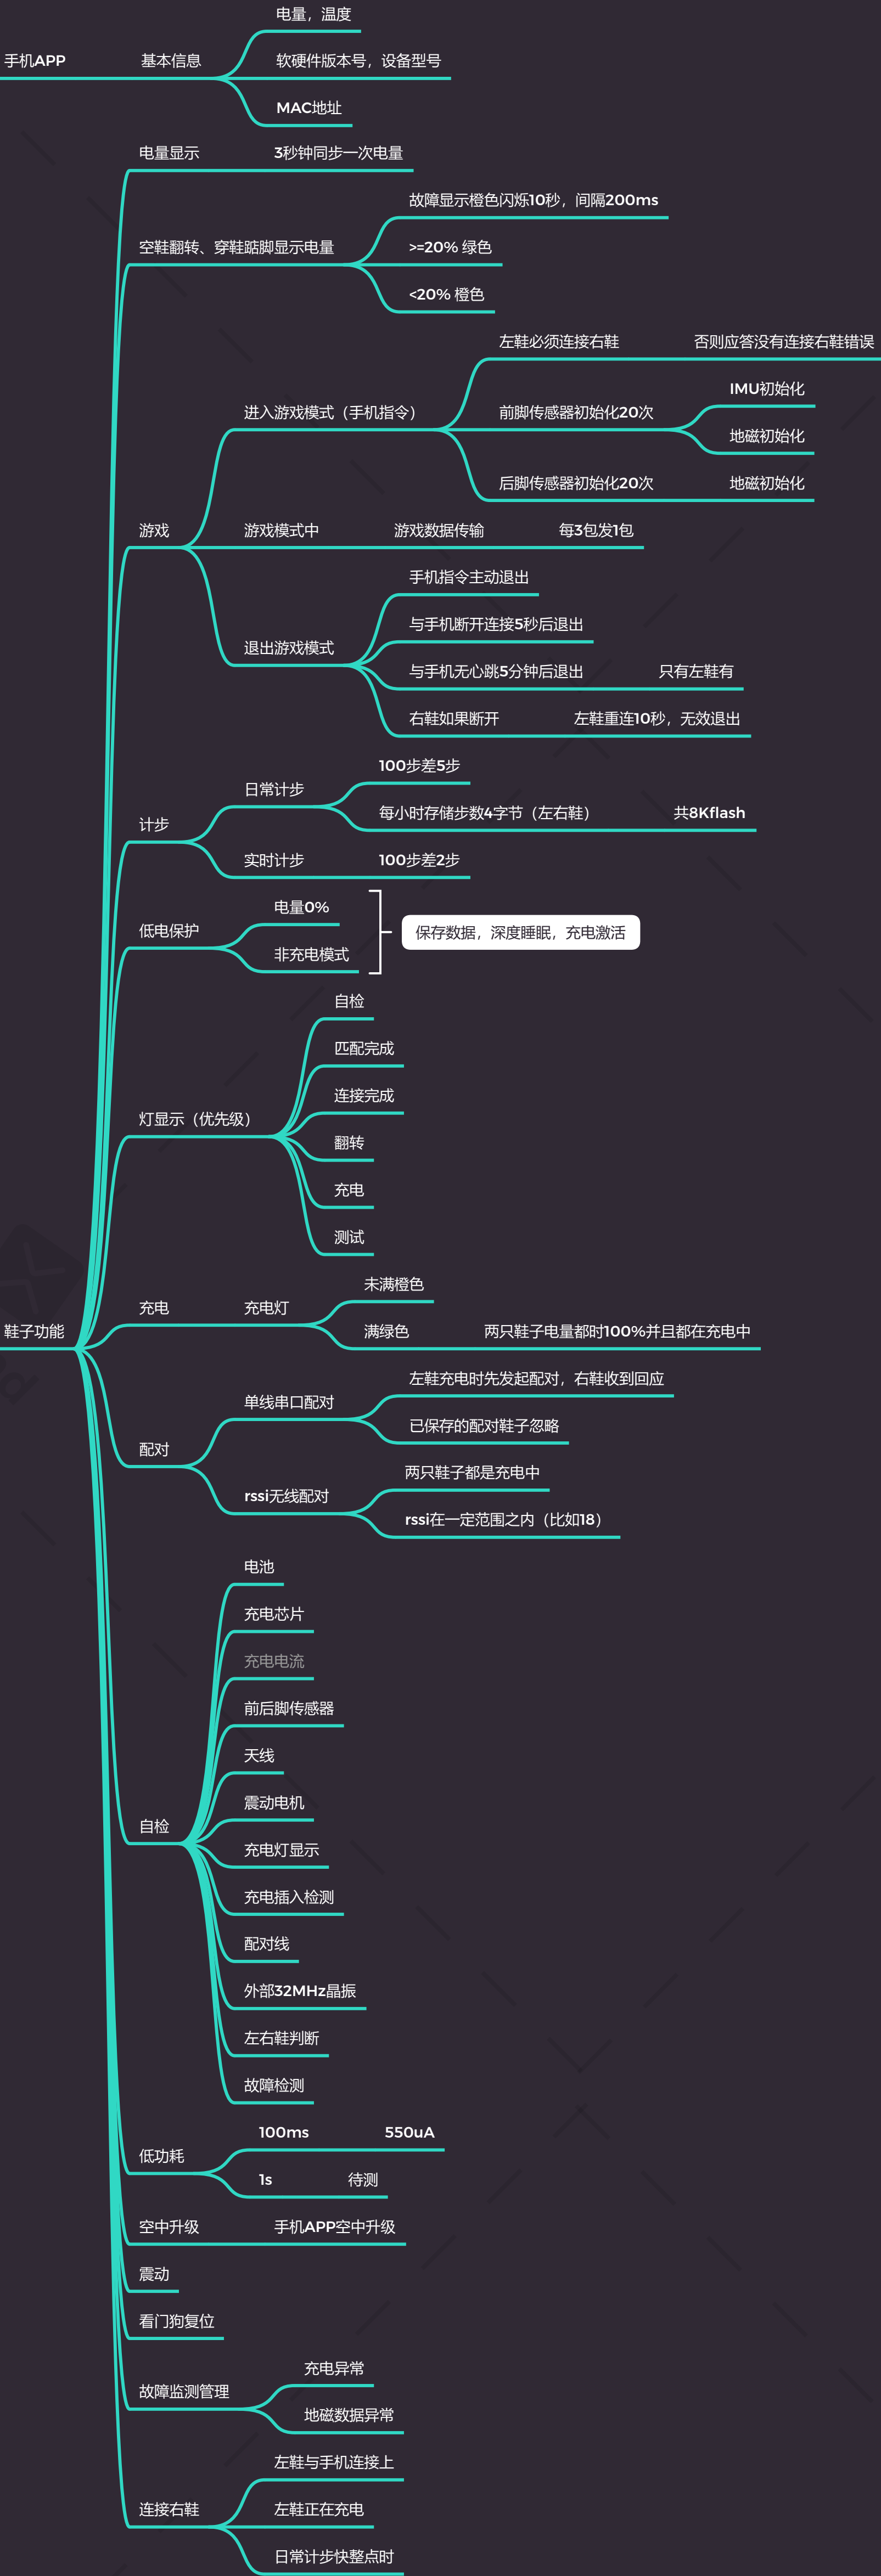 电量，温度
手机APP 基本信息 软硬件版本号，设备型号
MAC地址
电量显示 3秒钟同步一次电量
故障显示橙色闪烁10秒，间隔200ms
空鞋翻转、穿鞋踮脚显示电量 >=20% 绿色
<20% 橙色
左鞋必须连接右鞋 否则应答没有连接右鞋错误
IMU初始化
进入游戏模式（手机指令） 前脚传感器初始化20次
地磁初始化
后脚传感器初始化20次 地磁初始化
游戏 游戏模式中 游戏数据传输 每3包发1包
手机指令主动退出
与手机断开连接5秒后退出
退出游戏模式
与手机无心跳5分钟后退出 只有左鞋有
右鞋如果断开 左鞋重连10秒，无效退出
100步差5步
日常计步
每小时存储步数4字节（左右鞋） 共8Kflash
计步
实时计步 100步差2步
电量0%
低电保护 保存数据，深度睡眠，充电激活
非充电模式
自检
匹配完成
连接完成
灯显示（优先级）
翻转
充电
测试
未满橙色
充电 充电灯
鞋子功能 满绿色 两只鞋子电量都时100%并且都在充电中
左鞋充电时先发起配对，右鞋收到回应
单线串口配对
已保存的配对鞋子忽略
配对
两只鞋子都是充电中
rssi无线配对
rssi在一定范围之内（比如18）
电池
充电芯片
充电电流
前后脚传感器
天线
震动电机
自检
充电灯显示
充电插入检测
配对线
外部32MHz晶振
左右鞋判断
故障检测
100ms 550uA
低功耗
1s 待测
空中升级 手机APP空中升级
震动
看门狗复位
充电异常
故障监测管理
地磁数据异常
左鞋与手机连接上
连接右鞋 左鞋正在充电
日常计步快整点时